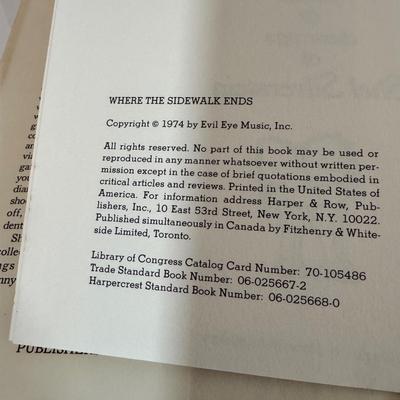 WHERE THE SIDEWALK ENDS
Copyright © 1974 by Evil Eye Music, Inc.
All rights reserved. No part of this book may be used or
reproduced in any manner whatsoever without written per-
mission except in the case of brief quotations embodied in
critical articles and reviews. Printed in the United States of
America. For information address Harper & Row, Pub-
lishers, Inc., 10 East 53rd Street, New York, N.Y. 10022.
Published simultaneously in Canada by Fitzhenry & White-
side Limited, Toronto.
Library of Congress Catalog Card Number: 70-105486
Trade Standard Book Number: 06-025667-2
Harpercrest Standard Book Number: 06-025668-0